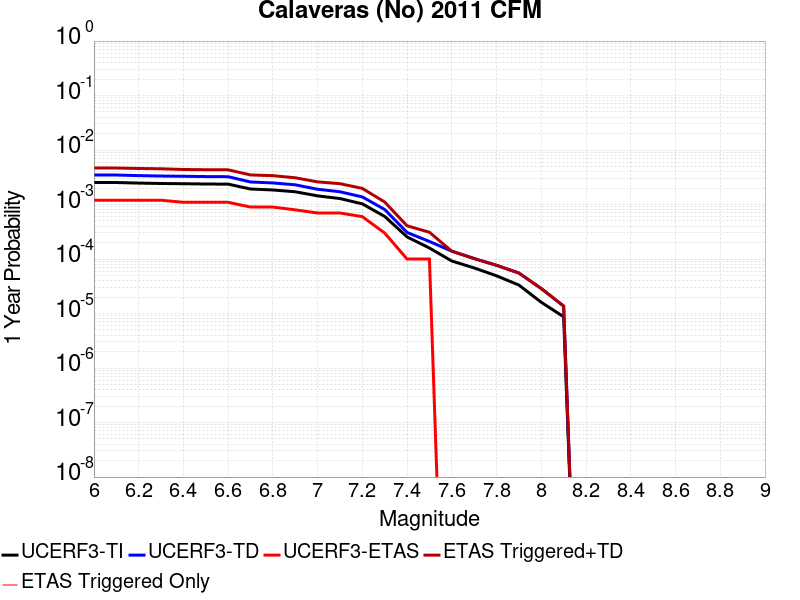 Calaveras (No) 2011 CFM
10^0
10^-1
10^-2
10^-3
10^-4
10^-5
10^-6
10^-7
10^-8
1 Year Probability
6 6.2 6.4 6.6 6.8 7 7.2 7.4 7.6 7.8 8 8.2 8.4 8.6 8.8 9
Magnitude
UCERF3-TI UCERF3-TD UCERF3-ETAS ETAS Triggered+TD
ETAS Triggered Only